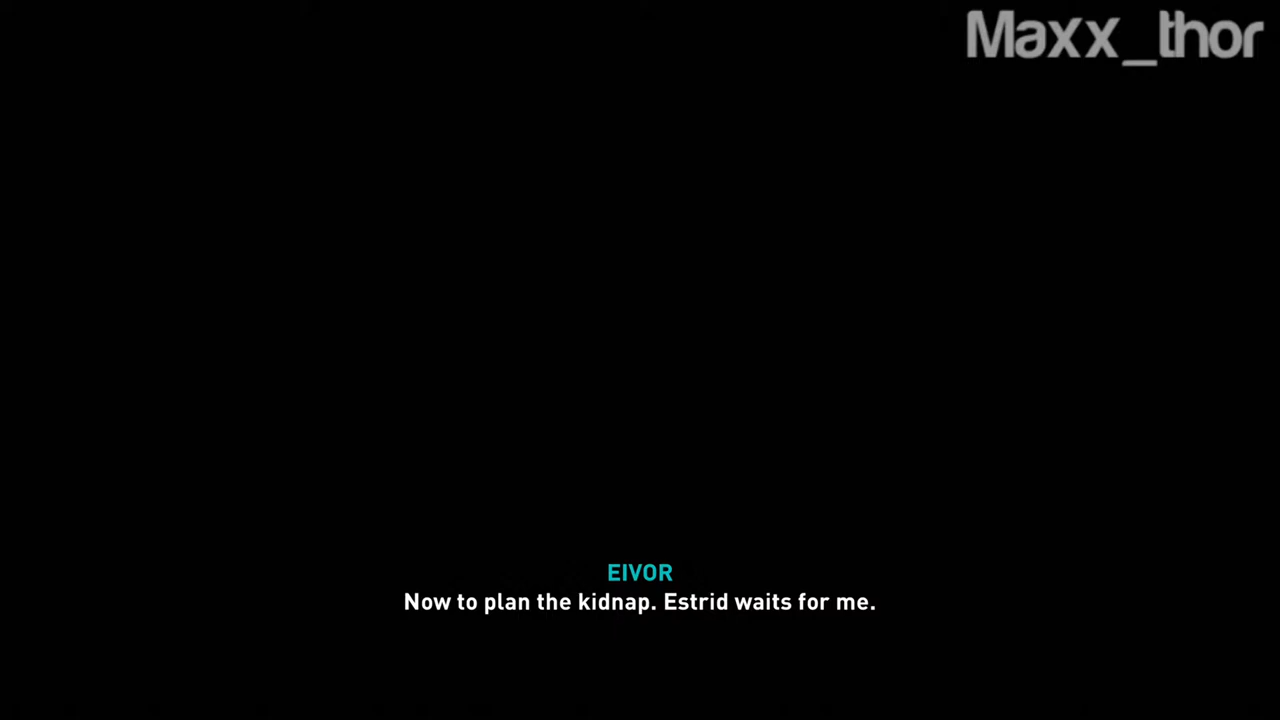 Maxx_thor
EIVOR
Now to plan the kidnap. Estrid waits for me.